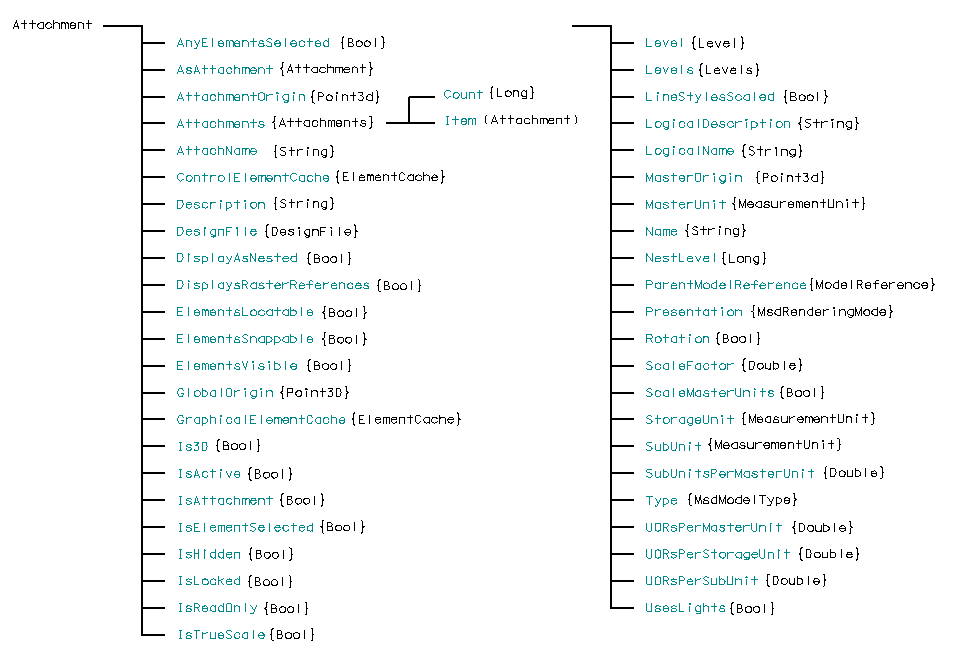 Attachment
AnyElementsSelected {Bool}
AsAttachment {Attachment}
AttachmentOrigin {Point3d}
Attachments {Attachments}
Count {Long}
Item (Attachment)
AttachName {String}
ControlElementCache {ElementCache}
Description {String}
DesignFile {DesignFile}
DisplayAsNested {Bool}
DisplaysRasterReferences {Bool}
ElementsLocatable {Bool}
ElementsSnappable {Bool}
ElementsVisible {Bool}
GlobalOrigin {Point3D}
GraphicalElementCache {ElementCache}
Is3D {Bool}
IsActive {Bool}
IsAttachment {Bool}
IsElementSelected {Bool}
IsHidden {Bool}
IsLocked {Bool}
IsReadOnly {Bool}
IsTrueScale {Bool}
Level {Level}
Levels {Levels}
LineStylesScaled {Bool}
LogicalDescription {String}
LogicalName {String}
MasterOrigin {Point3d}
MasterUnit {MeasurementUnit}
Name {String}
NestLevel {Long}
ParentModelReference {ModelReference}
Presentation {MsdRenderingMode}
Rotation {Bool}
ScaleFactor {Double}
ScaleMasterUnits {Bool}
StorageUnit {MeasurementUnit}
SubUnit {MeasurementUnit}
SubUnitsPerMasterUnit {Double}
Type {MsdModelType}
UORsPerMasterUnit {Double}
UORsPerStorageUnit {Double}
UORsPerSubUnit {Double}
UsesLights {Bool}